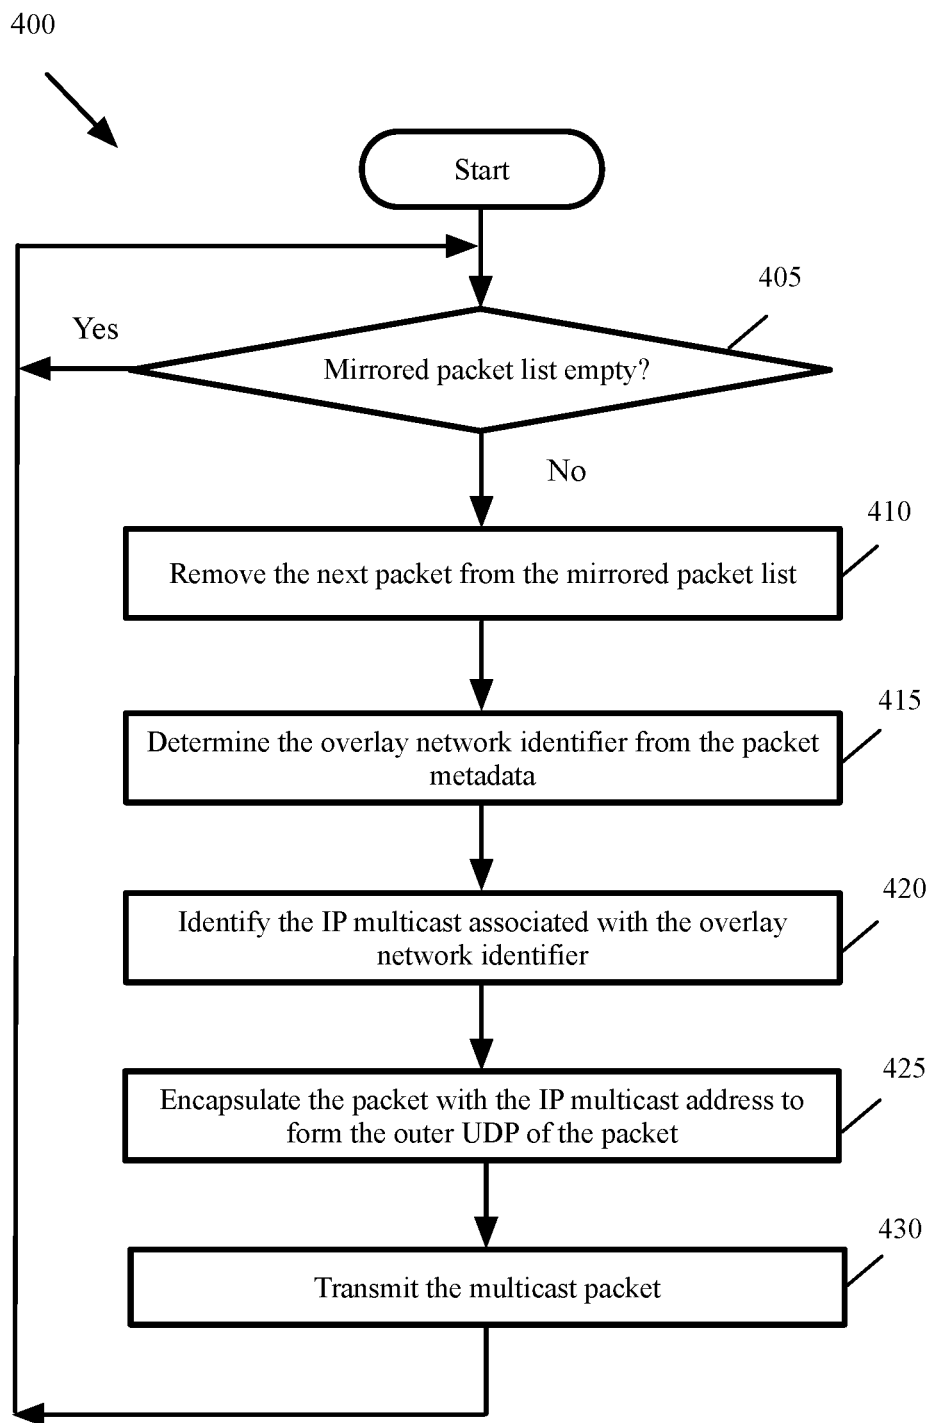 400
Start
405
Yes
Mirrored packet list empty?
No
410
Remove the next packet from the mirrored packet list
415
Determine the overlay network identifier from the packet
metadata
420
Identify the IP multicast associated with the overlay
network identifier
425
Encapsulate the packet with the IP multicast address to
form the outer UDP of the packet
430
Transmit the multicast packet